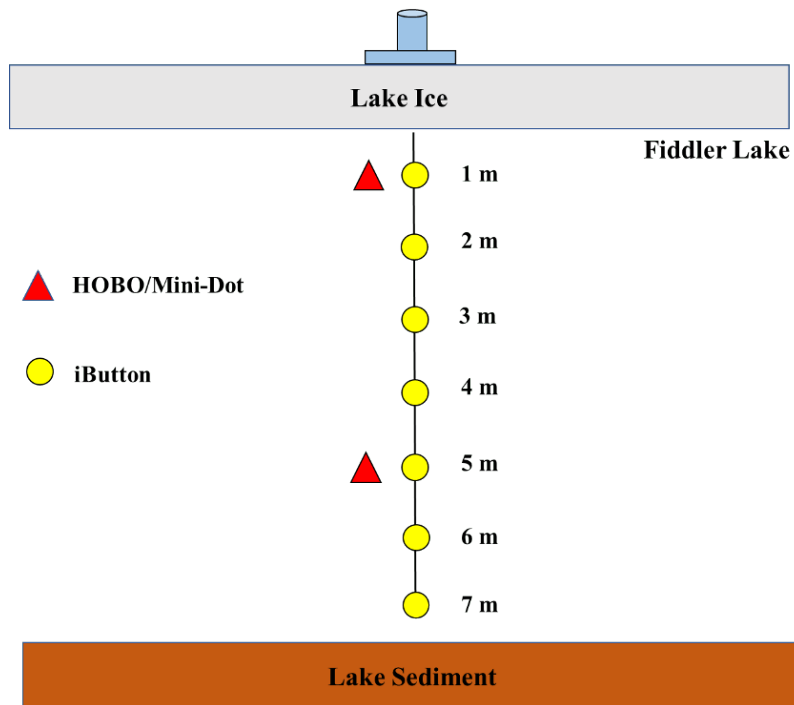 Lake Ice
Fiddler Lake
1 m
2 m
HOBO/Mini-Dot
3 m
iButton
4 m
5 m
6 m
7 m
Lake Sediment